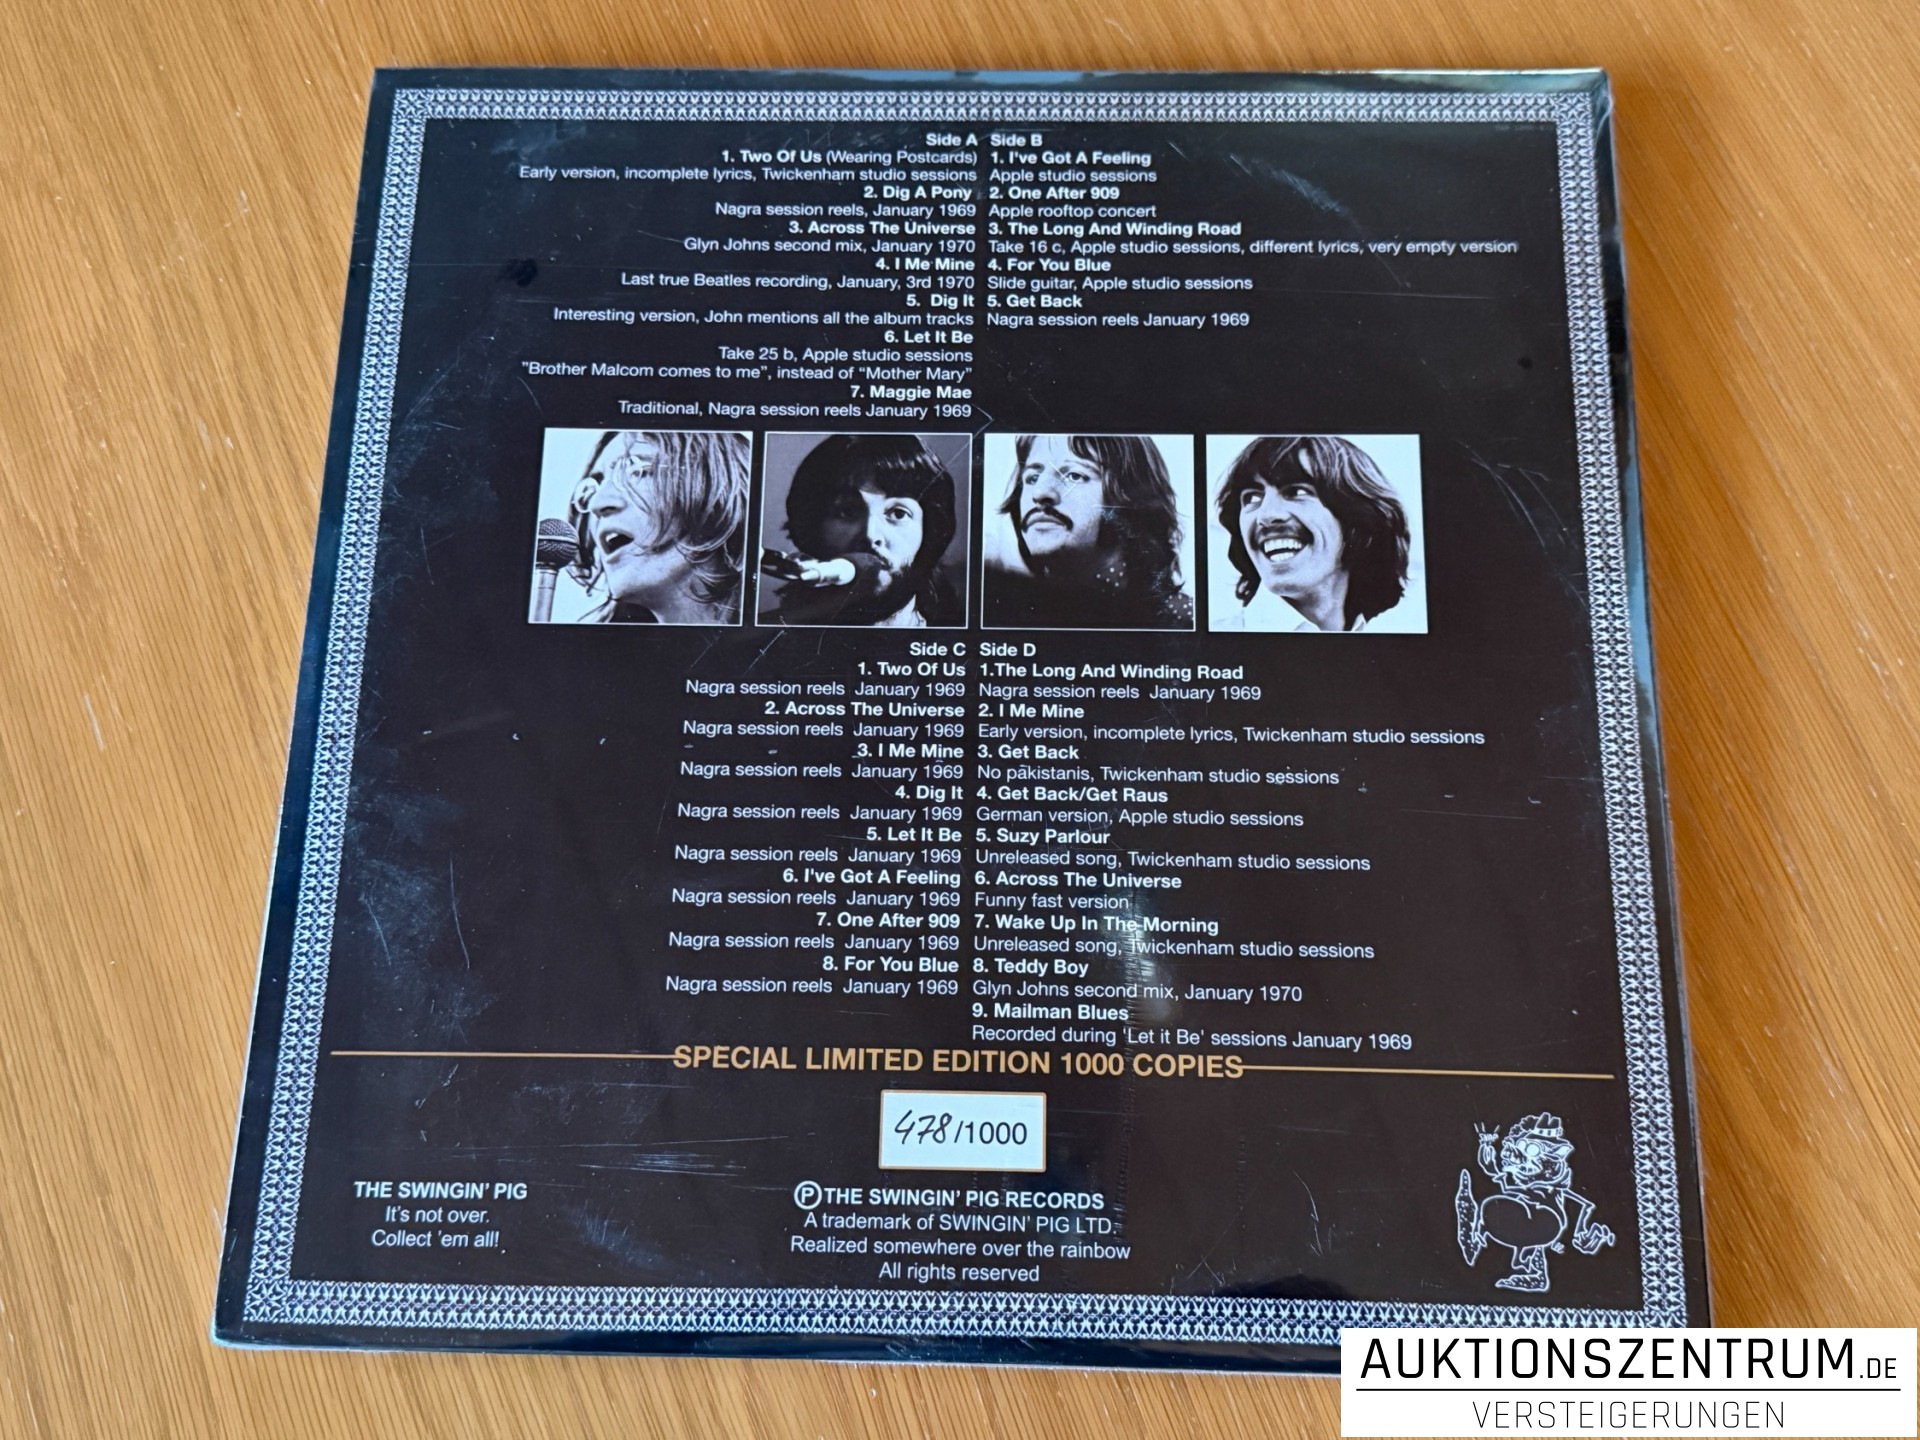 Side A
1. Two Of Us (Wearing Postcards)
Early version, incomplete lyrics, Twickenham studio sessions
2. Dig A Pony
Nagra session reels, January 1969
3. Across The Universe
Glyn Johns second mix, January 1970
4. I Me Mine
Last true Beatles recording, January, 3rd 1970
5. Dig It
Interesting version, John mentions all the album tracks
6. Let It Be
Take 25 b, Apple studio sessions
"Brother Malcom comes to me", instead of “Mother Mary”
7. Maggie Mae
Traditional, Nagra session reels January 1969
Side B
1. I've Got A Feeling
Apple studio sessions
2. One After 909
Apple rooftop concert
3. The Long And Winding Road
Take 16 c, Apple studio sessions, different lyrics, very empty version
4. For You Blue
Slide guitar, Apple studio sessions
5. Get Back
Nagra session reels January 1969
Side C
1. Two Of Us
Nagra session reels January 1969
2. Across The Universe
Nagra session reels January 1969
3. I Me Mine
Nagra session reels January 1969
4. Dig It
Nagra session reels January 1969
5. Let It Be
Nagra session reels January 1969
6. I've Got A Feeling
Nagra session reels January 1969
7. One After 909
Nagra session reels January 1969
8. For You Blue
Nagra session reels January 1969
Side D
1.The Long And Winding Road
Nagra session reels January 1969
2. I Me Mine
Early version, incomplete lyrics, Twickenham studio sessions
3. Get Back
No pakistanis, Twickenham studio sessions
4. Get Back/Get Raus
German version, Apple studio sessions
5. Suzy Parlour
Unreleased song, Twickenham studio sessions
6. Across The Universe
Funny fast version
7. Wake Up In The Morning
Unreleased song, Twickenham studio sessions
8. Teddy Boy
Glyn Johns second mix, January 1970
9. Mailman Blues
Recorded during 'Let it Be' sessions January 1969
SPECIAL LIMITED EDITION 1000 COPIES
478/1000
THE SWINGIN' PIG
It's not over.
Collect 'em all!
℗ THE SWINGIN' PIG RECORDS
A trademark of SWINGIN' PIG LTD.
Realized somewhere over the rainbow
All rights reserved
AUKTIONSZENTRUM.DE
VERSTEIGERUNGEN